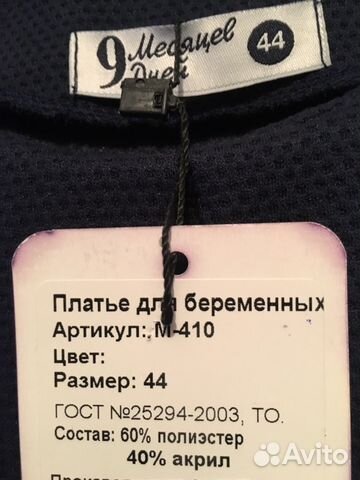 9 Месяцев
Дней
44
Платье для беременных
Артикул: М-410
Цвет:
Размер: 44
ГОСТ №25294-2003, ТО.
Состав: 60% полиэстер
40% акрил
Avito